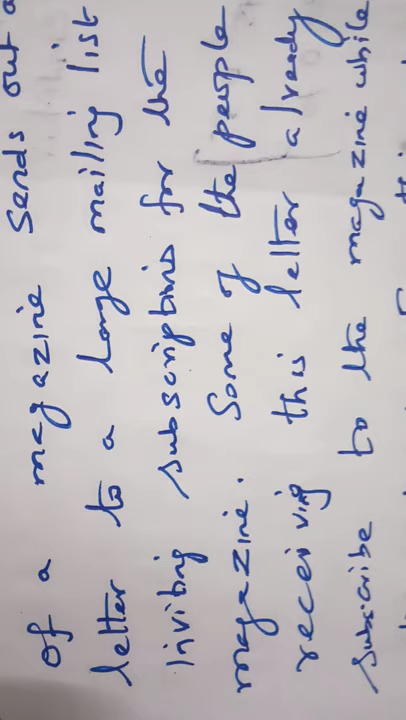 of a magazine sends out a
letter to a large mailing list
inviting subscriptions for the
magazine. Some of the people
receiving this letter already
subscribe to the magazine while